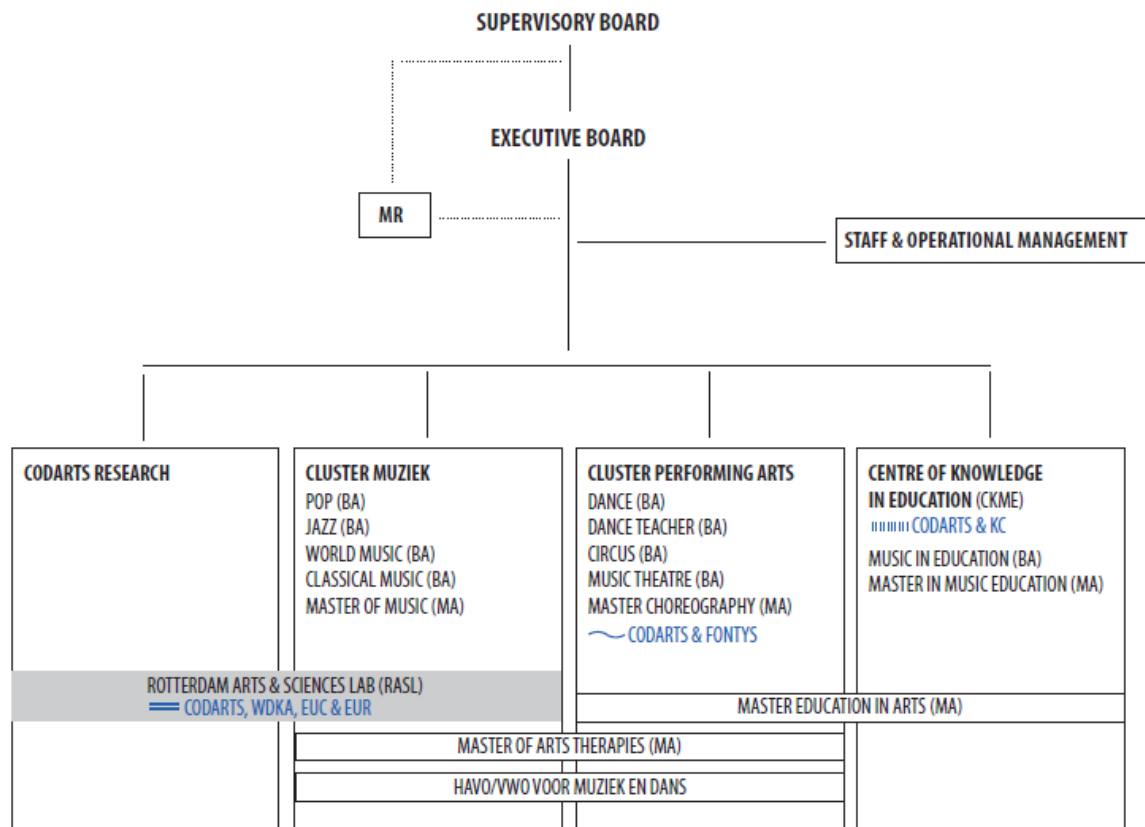 SUPERVISORY BOARD
EXECUTIVE BOARD
MR
STAFF & OPERATIONAL MANAGEMENT
CODARTS RESEARCH
CLUSTER MUZIEK
POP (BA)
JAZZ (BA)
WORLD MUSIC (BA)
CLASSICAL MUSIC (BA)
MASTER OF MUSIC (MA)
CLUSTER PERFORMING ARTS
DANCE (BA)
DANCE TEACHER (BA)
CIRCUS (BA)
MUSIC THEATRE (BA)
MASTER CHOREOGRAPHY (MA)
CODARTS & FONTYS
CENTRE OF KNOWLEDGE
IN EDUCATION (CKME)
CODARTS & KC
MUSIC IN EDUCATION (BA)
MASTER IN MUSIC EDUCATION (MA)
ROTTERDAM ARTS & SCIENCES LAB (RASL)
CODARTS, WDKA, EUC & EUR
MASTER EDUCATION IN ARTS (MA)
MASTER OF ARTS THERAPIES (MA)
HAVO/VWO VOOR MUZIEK EN DANS